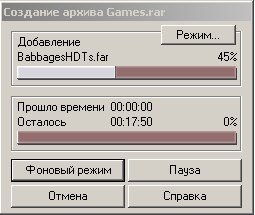 Создание архива Games.rar
Режим...
Добавление
BabbagesHDTs.far 45%
Прошло времени 00:00:00
Осталось 00:17:50 0%
Фоновый режим Пауза
Отмена Справка